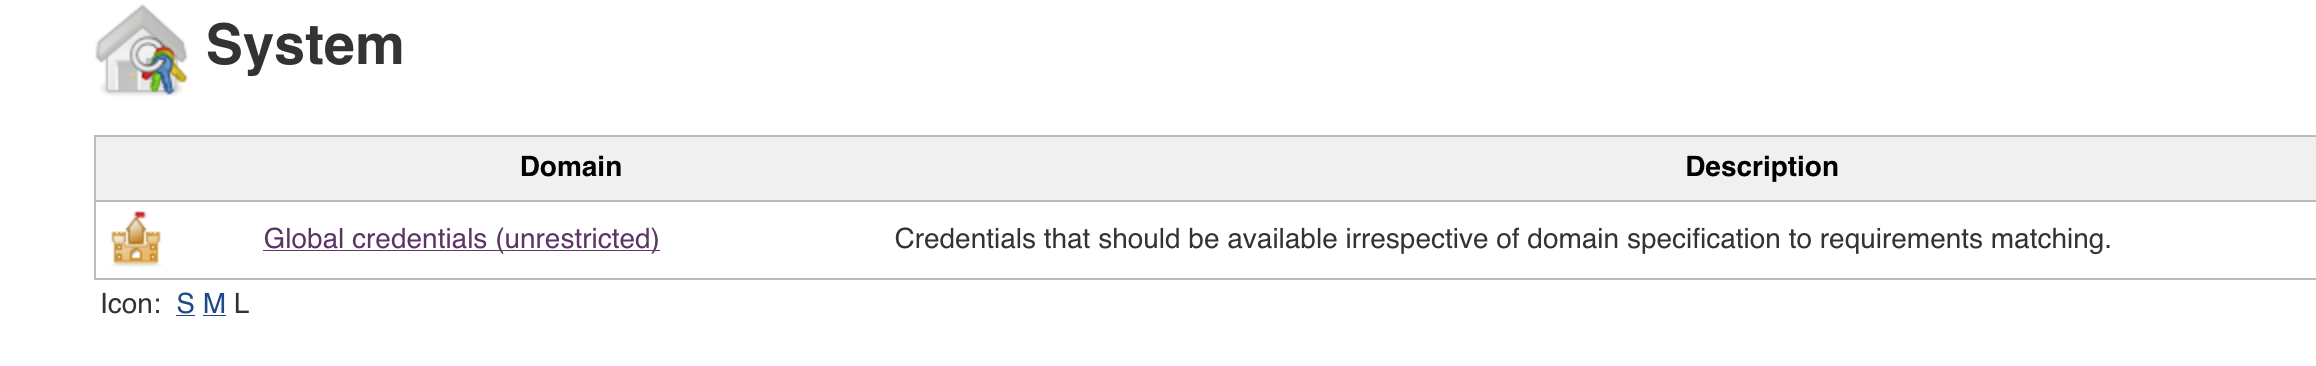 System
Domain Description
Global credentials (unrestricted) Credentials that should be available irrespective of domain specification to requirements matching.
Icon: S M L